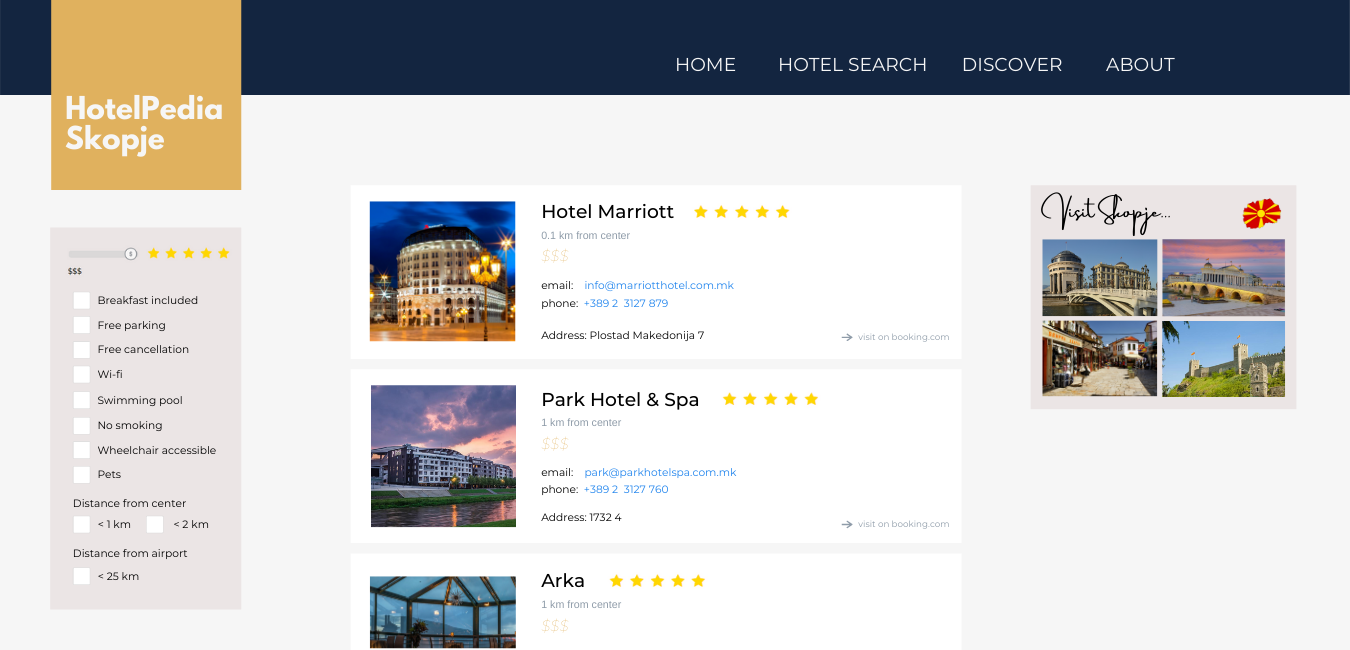 HOME HOTEL SEARCH DISCOVER ABOUT
HotelPedia
Skopje
$
$$$
Breakfast included
Free parking
Free cancellation
Wi-fi
Swimming pool
No smoking
Wheelchair accessible
Pets
Distance from center
< 1 km < 2 km
Distance from airport
< 25 km
Hotel Marriott
0.1 km from center
$$$
email: info@marriotthotel.com.mk
phone: +389 2 3127 879
Address: Plostad Makedonija 7
visit on booking.com
Park Hotel & Spa
1 km from center
$$$
email: park@parkhotelspa.com.mk
phone: +389 2 3127 760
Address: 1732 4
visit on booking.com
Arka
1 km from center
$$$
Visit Skopje...